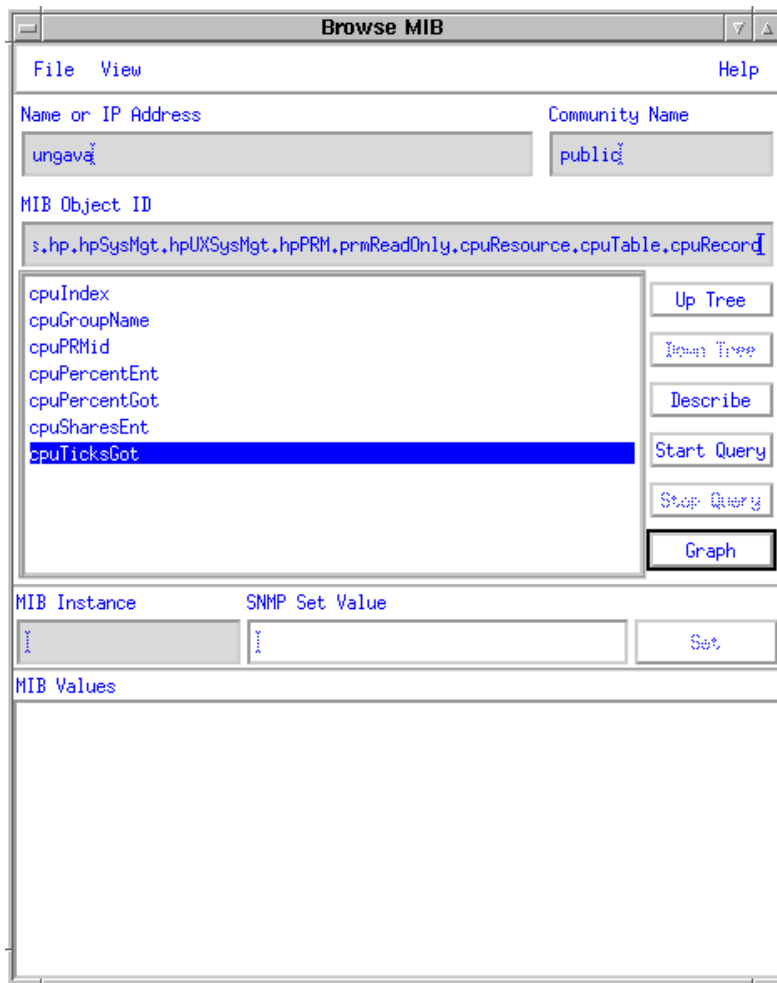 Browse MIB
File View Help
Name or IP Address Community Name
ungava public
MIB Object ID
s.hp.hpSysMgt.hpUXSysMgt.hpPRM.prmReadOnly.cpuResource.cpuTable.cpuRecord
cpuIndex
cpuGroupName
cpuPRMid
cpuPercentEnt
cpuPercentGot
cpuSharesEnt
cpuTicksGot
Up Tree
Down Tree
Describe
Start Query
Stop Query
Graph
MIB Instance SNMP Set Value
Set
MIB Values